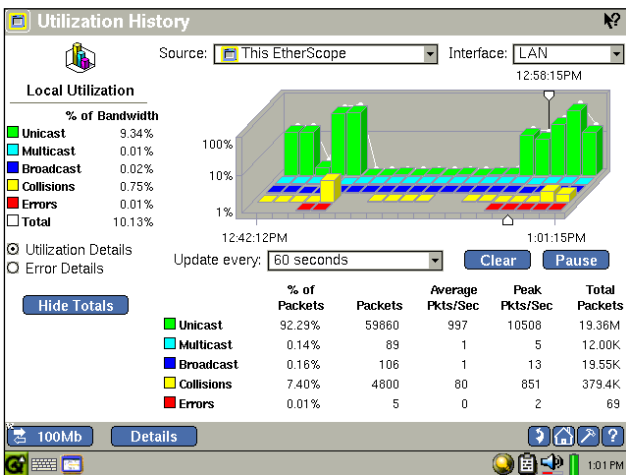 Utilization History
Source: This EtherScope Interface: LAN
12:58:15PM
Local Utilization
% of Bandwidth
Unicast 9.34%
Multicast 0.01%
Broadcast 0.02%
Collisions 0.75%
Errors 0.01%
Total 10.13%
100%
10%
1%
12:42:12PM 1:01:15PM
Utilization Details
Error Details
Update every: 60 seconds Clear Pause
Hide Totals
% of Packets Packets Average Pkts/Sec Peak Pkts/Sec Total Packets
Unicast 92.29% 59860 997 10508 19.36M
Multicast 0.14% 89 1 5 12.00K
Broadcast 0.16% 106 1 13 19.55K
Collisions 7.40% 4800 80 851 379.4K
Errors 0.01% 5 0 2 69
100Mb Details ?
1:01 PM